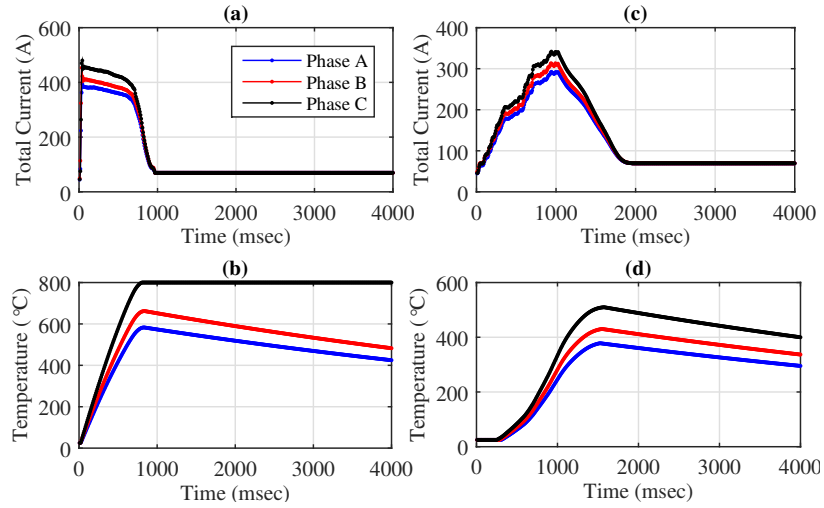 (a)
Total Current (A)
600
400
200
0
0 1000 2000 3000 4000
Time (msec)
Phase A
Phase B
Phase C
(c)
Total Current (A)
400
300
200
100
0
0 1000 2000 3000 4000
Time (msec)
(b)
Temperature (°C)
800
600
400
200
0
0 1000 2000 3000 4000
Time (msec)
(d)
Temperature (°C)
600
400
200
0
0 1000 2000 3000 4000
Time (msec)